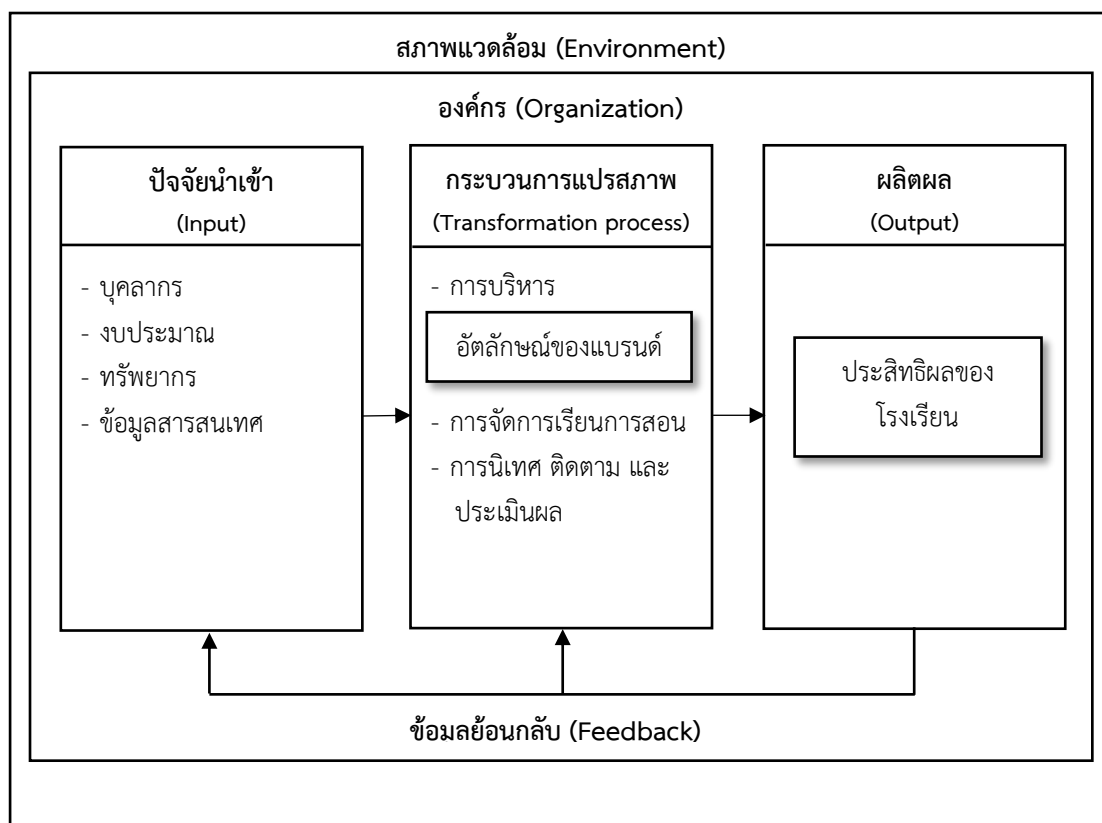 สภาพแวดล้อม (Environment)
องค์กร (Organization)
ปัจจัยนำเข้า
(Input)
- บุคลากร
- งบประมาณ
- ทรัพยากร
- ข้อมูลสารสนเทศ
กระบวนการแปรสภาพ
(Transformation process)
- การบริหาร
อัตลักษณ์ของแบรนด์
- การจัดการเรียนการสอน
- การนิเทศ ติดตาม และ
ประเมินผล
ผลิตผล
(Output)
ประสิทธิผลของ
โรงเรียน
ข้อมลย้อนกลับ (Feedback)